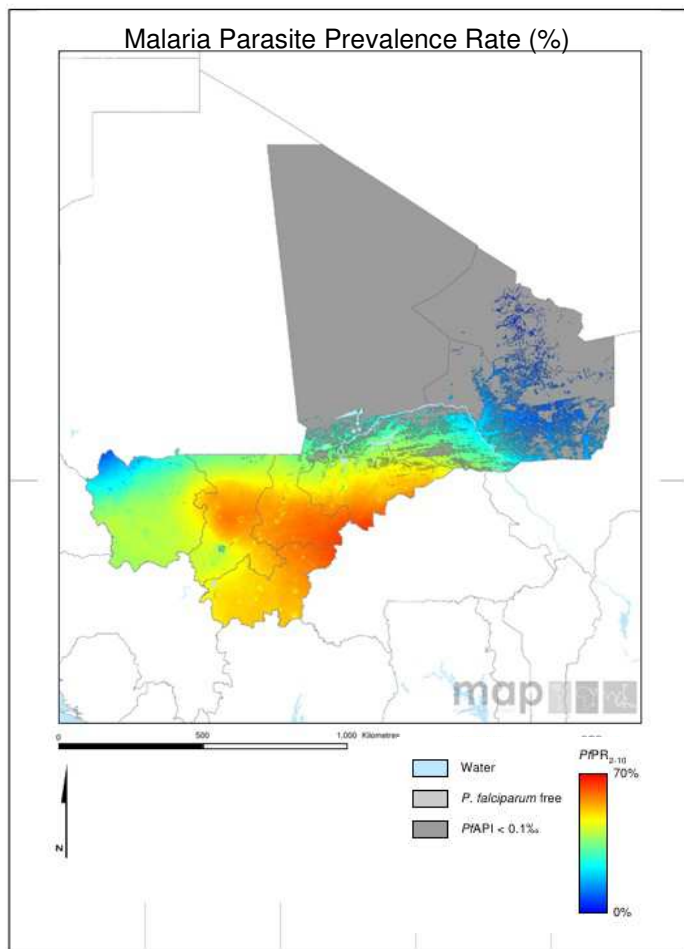 Malaria Parasite Prevalence Rate (%)
map
0 500 1,000 Kilometres
Water
P. falciparum free
PfAPI < 0.1‰
PfPR2-10
70%
0%
N